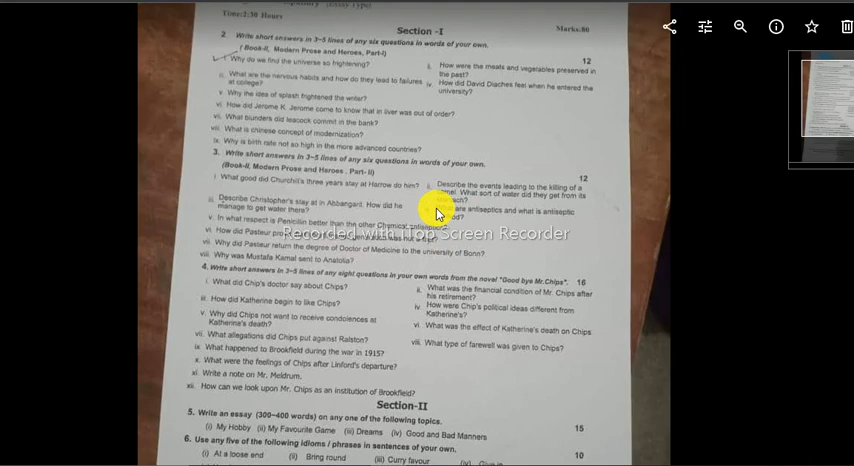 Time:2:30 Hours
Section -I
Marks:80
2 Write short answers in 3~5 lines of any six questions in words of your own. 12
( Book-II, Modern Prose and Heroes, Part-I)
i Why do we find the universe so frightening?
ii. How were the meats and vegetables preserved in the past?
iii. What are the nervous habits and how do they lead to failures at college?
iv. How did David Diaches feel when he entered the university?
v Why the idea of splash frightened the writer?
vi. How did Jerome K. Jerome come to know that in liver was out of order?
vii. What blunders did leacock commit in the bank?
viii. What is chinese concept of modernization?
ix. Why is birth rate not so high in the more advanced countries?
3. Write short answers in 3~5 lines of any six questions in words of your own. 12
(Book-II, Modern Prose and Heroes . Part- II)
i What good did Churchill's three years stay at Harrow do him?
ii. Describe the events leading to the killing of a What sort of water did they get from its
iii. Describe Christopher's stay at in Abbangard. How did he manage to get water there?
are antiseptics and what is antiseptic
v. In what respect is Penicillin better than the other Chemical
vi. How did Pasteur
vii. Why did Pasteur return the degree of Doctor of Medicine to the university of Bonn?
viii. Why was Mustafa Kamal sent to Anatolia?
Recorded with iTop Screen Recorder
4. Write short answers in 3~5 lines of any eight questions in your own words from the novel "Good bye Mr.Chips". 16
i. What did Chip's doctor say about Chips?
ii. What was the financial condition of Mr. Chips after his retirement?
iii. How did Katherine begin to like Chips?
iv How were Chip's political ideas different from Katherine's?
v. Why did Chips not want to receive condolences at Katherine's death?
vi. What was the effect of Katherine's death on Chips
vii. What allegations did Chips put against Ralston?
viii. What type of farewell was given to Chips?
ix What happened to Brookfield during the war in 1915?
x. What were the feelings of Chips after Linford's departure?
xi. Write a note on Mr. Meldrum.
xii. How can we look upon Mr. Chips as an institution of Brookfield?
Section-II
5. Write an essay (300~400 words) on any one of the following topics. 15
(i) My Hobby (ii) My Favourite Game (iii) Dreams (iv) Good and Bad Manners
6. Use any five of the following idioms / phrases in sentences of your own. 10
(i) At a loose end (ii) Bring round (iii) Curry favour (iv)